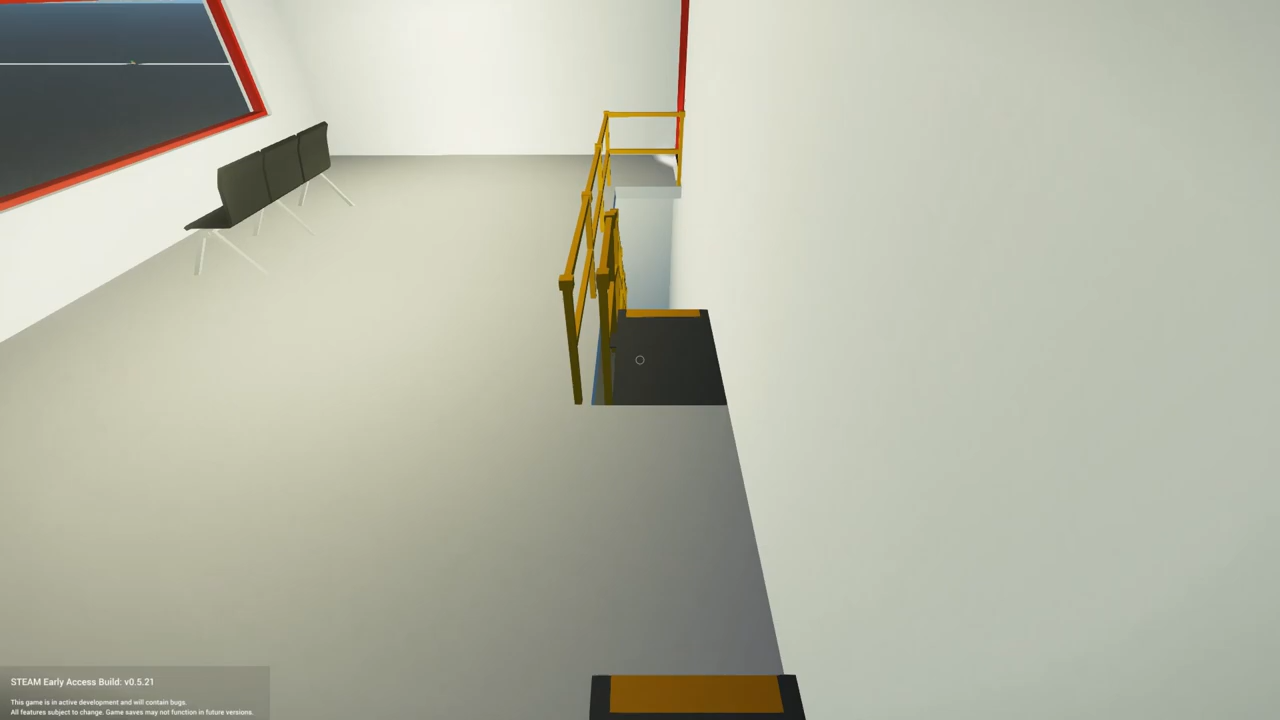 STEAM Early Access Build: v0.5.21
This game is in active development and will contain bugs.
All features subject to change. Game saves may not function in future versions.